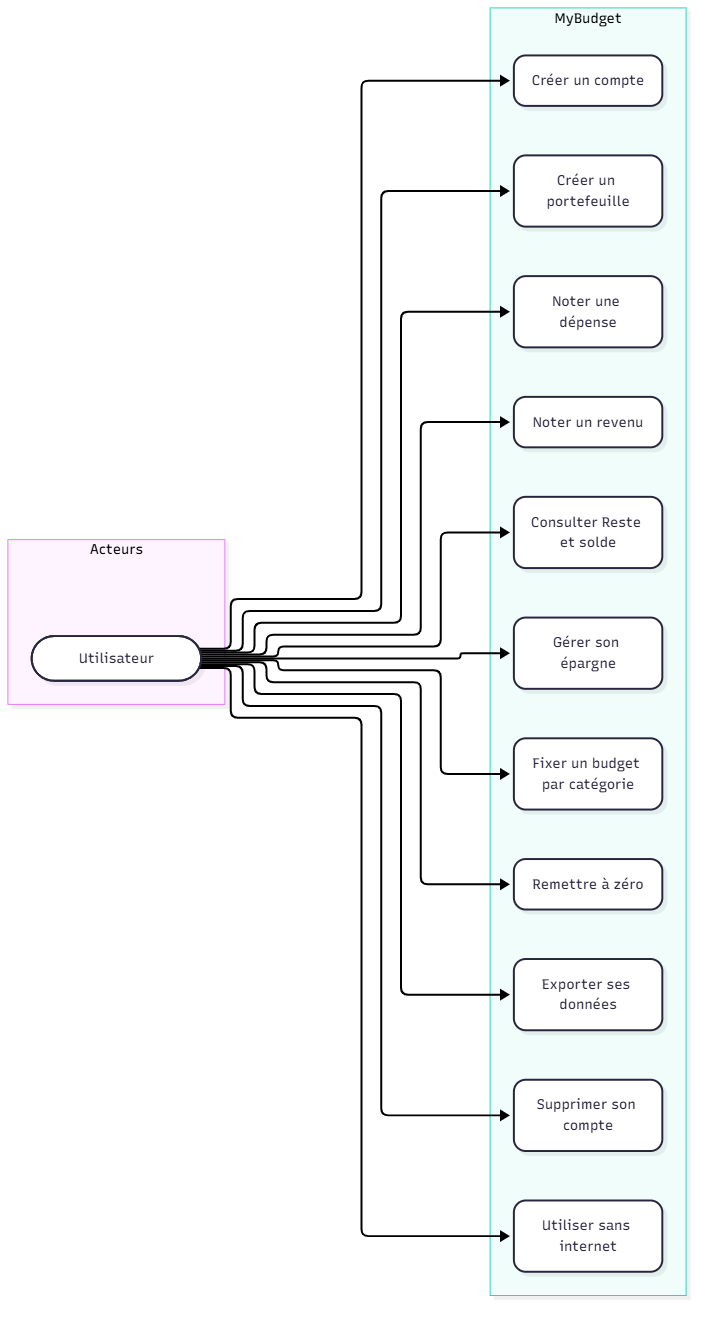 MyBudget
Créer un compte
Créer un
portefeuille
Noter une
dépense
Noter un revenu
Consulter Reste
et solde
Acteurs
Utilisateur
Gérer son
épargne
Fixer un budget
par catégorie
Remettre à zéro
Exporter ses
données
Supprimer son
compte
Utiliser sans
internet